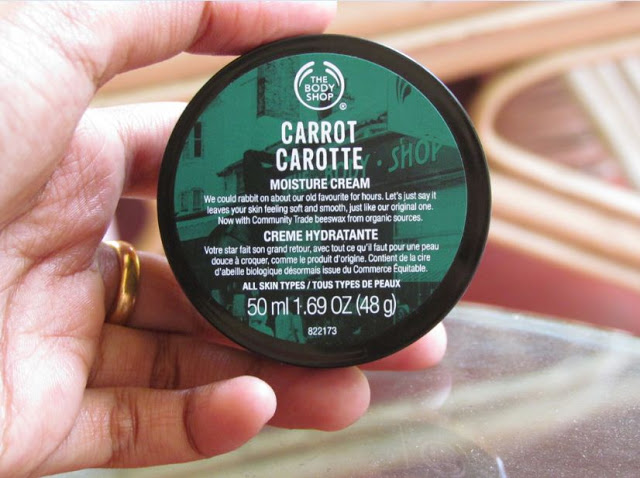 THE
BODY
SHOP
®
CARROT
CAROTTE
BODY · SHOP
MOISTURE CREAM
We could rabbit on about our old favourite for hours. Let's just say it
leaves your skin feeling soft and smooth, just like our original one.
Now with Community Trade beeswax from organic sources.
CREME HYDRATANTE
Votre star fait son grand retour, avec tout ce qu'il faut pour une peau
douce à croquer, comme le produit d'origine. Contient de la cire
d'abeille biologique désormais issue du Commerce Équitable.
ALL SKIN TYPES / TOUS TYPES DE PEAUX
50 ml 1.69 OZ (48 g)
822173